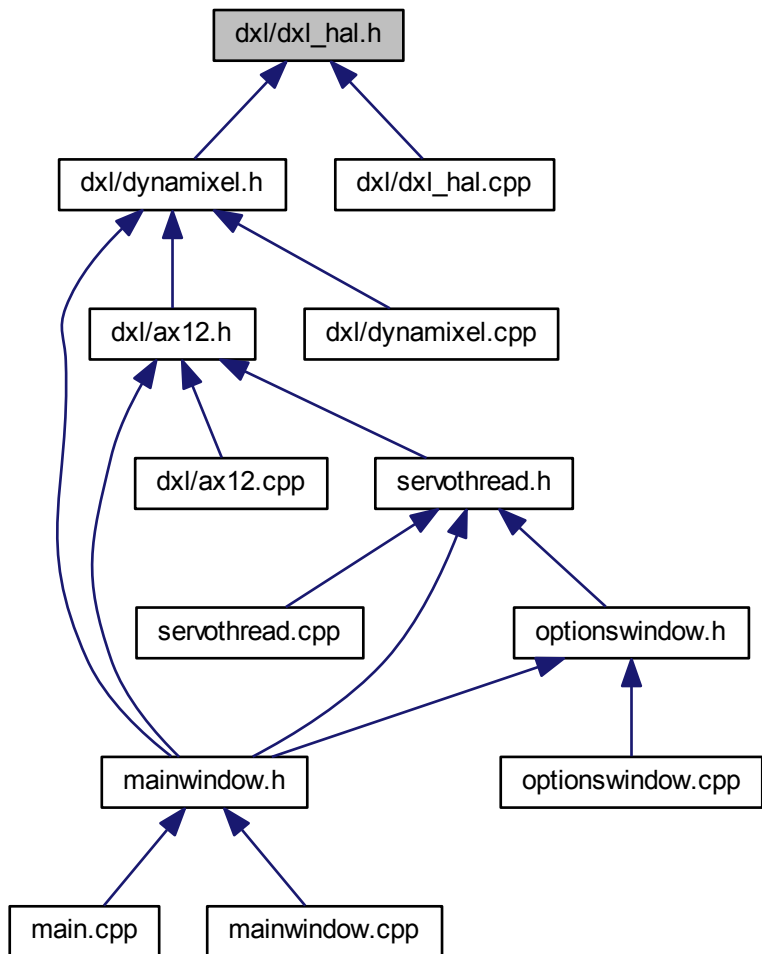 dxl/dxl_hal.h
dxl/dynamixel.h
dxl/dxl_hal.cpp
dxl/ax12.h
dxl/dynamixel.cpp
dxl/ax12.cpp
servothread.h
servothread.cpp
optionswindow.h
mainwindow.h
optionswindow.cpp
main.cpp
mainwindow.cpp